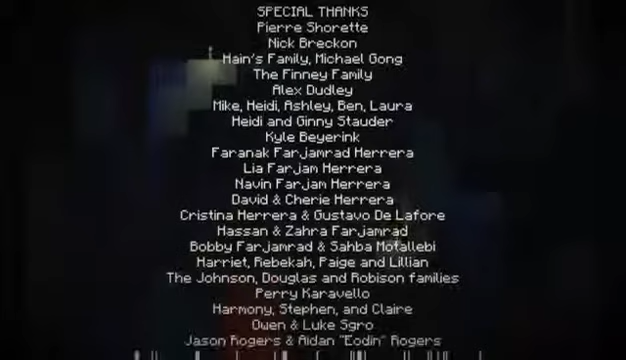 SPECIAL THANKS
Pierre Shorette
Nick Breckon
Hain's Family, Michael Gong
The Finney Family
Alex Dudley
Mike, Heidi, Ashley, Ben, Laura
Heidi and Ginny Stauder
Kyle Beyerink
Faranak Farjamrad Herrera
Lia Farjam Herrera
Navin Farjam Herrera
David & Cherie Herrera
Cristina Herrera & Gustavo De Lafore
Hassan & Zahra Farjamrad
Bobby Farjamrad & Sahba Motallebi
Harriet, Rebekah, Paige and Lillian
The Johnson, Douglas and Robison families
Perry Karavello
Harmony, Stephen, and Claire
Owen & Luke Sgro
Jason Rogers & Aidan "Eodin" Rogers